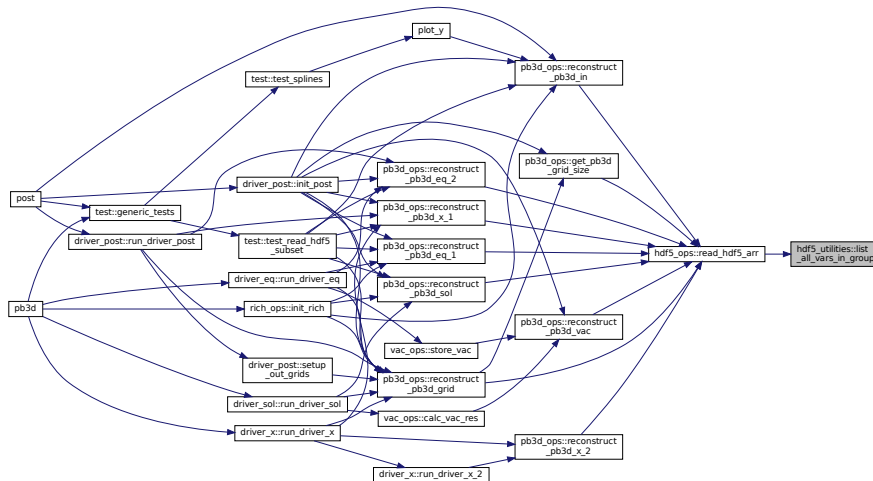 plot_y
pb3d_ops::reconstruct
_pb3d_in
test::test_splines
pb3d_ops::get_pb3d
_grid_size
pb3d_ops::reconstruct
_pb3d_eq_2
driver_post::init_post
post
pb3d_ops::reconstruct
_pb3d_x_1
test::generic_tests
driver_post::run_driver_post
test::test_read_hdf5
_subset
pb3d_ops::reconstruct
_pb3d_eq_1
hdf5_ops::read_hdf5_arr
hdf5_utilities::list
_all_vars_in_group
driver_eq::run_driver_eq
pb3d_ops::reconstruct
_pb3d_sol
pb3d
rich_ops::init_rich
pb3d_ops::reconstruct
_pb3d_vac
vac_ops::store_vac
driver_post::setup
_out_grids
pb3d_ops::reconstruct
_pb3d_grid
driver_sol::run_driver_sol
vac_ops::calc_vac_res
driver_x::run_driver_x
pb3d_ops::reconstruct
_pb3d_x_2
driver_x::run_driver_x_2